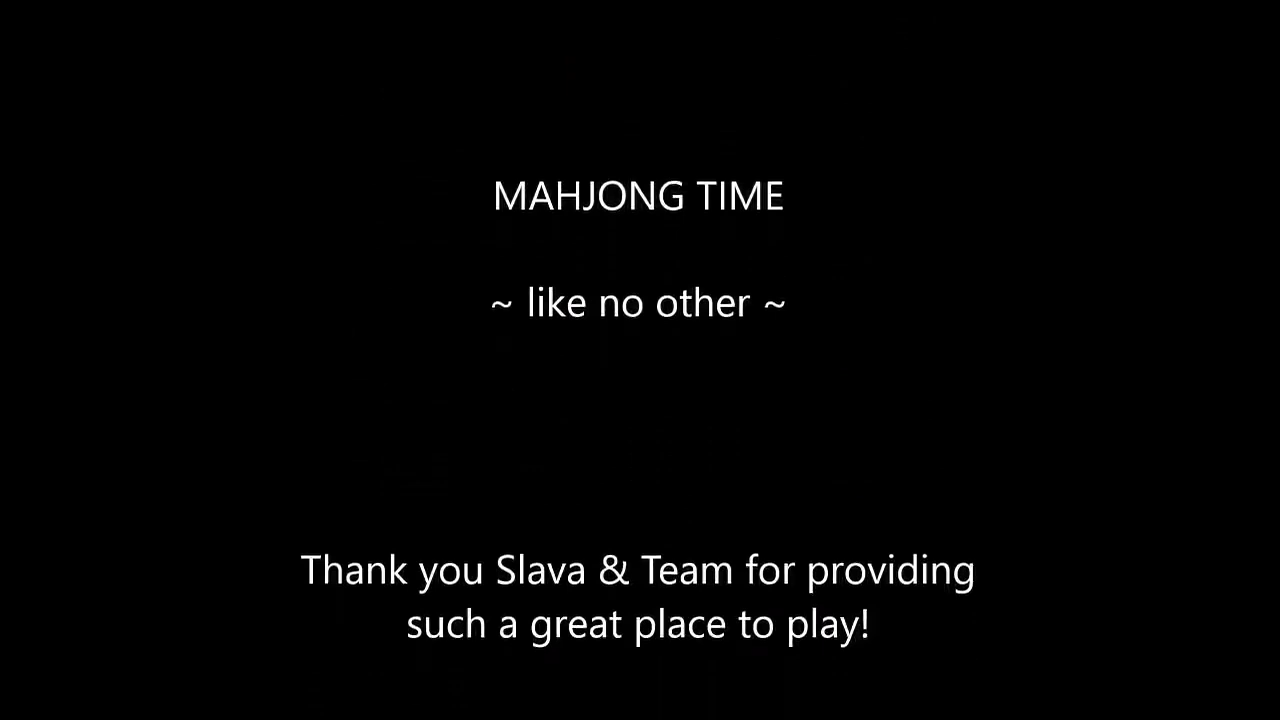 MAHJONG TIME
~ like no other ~
Thank you Slava & Team for providing
such a great place to play!